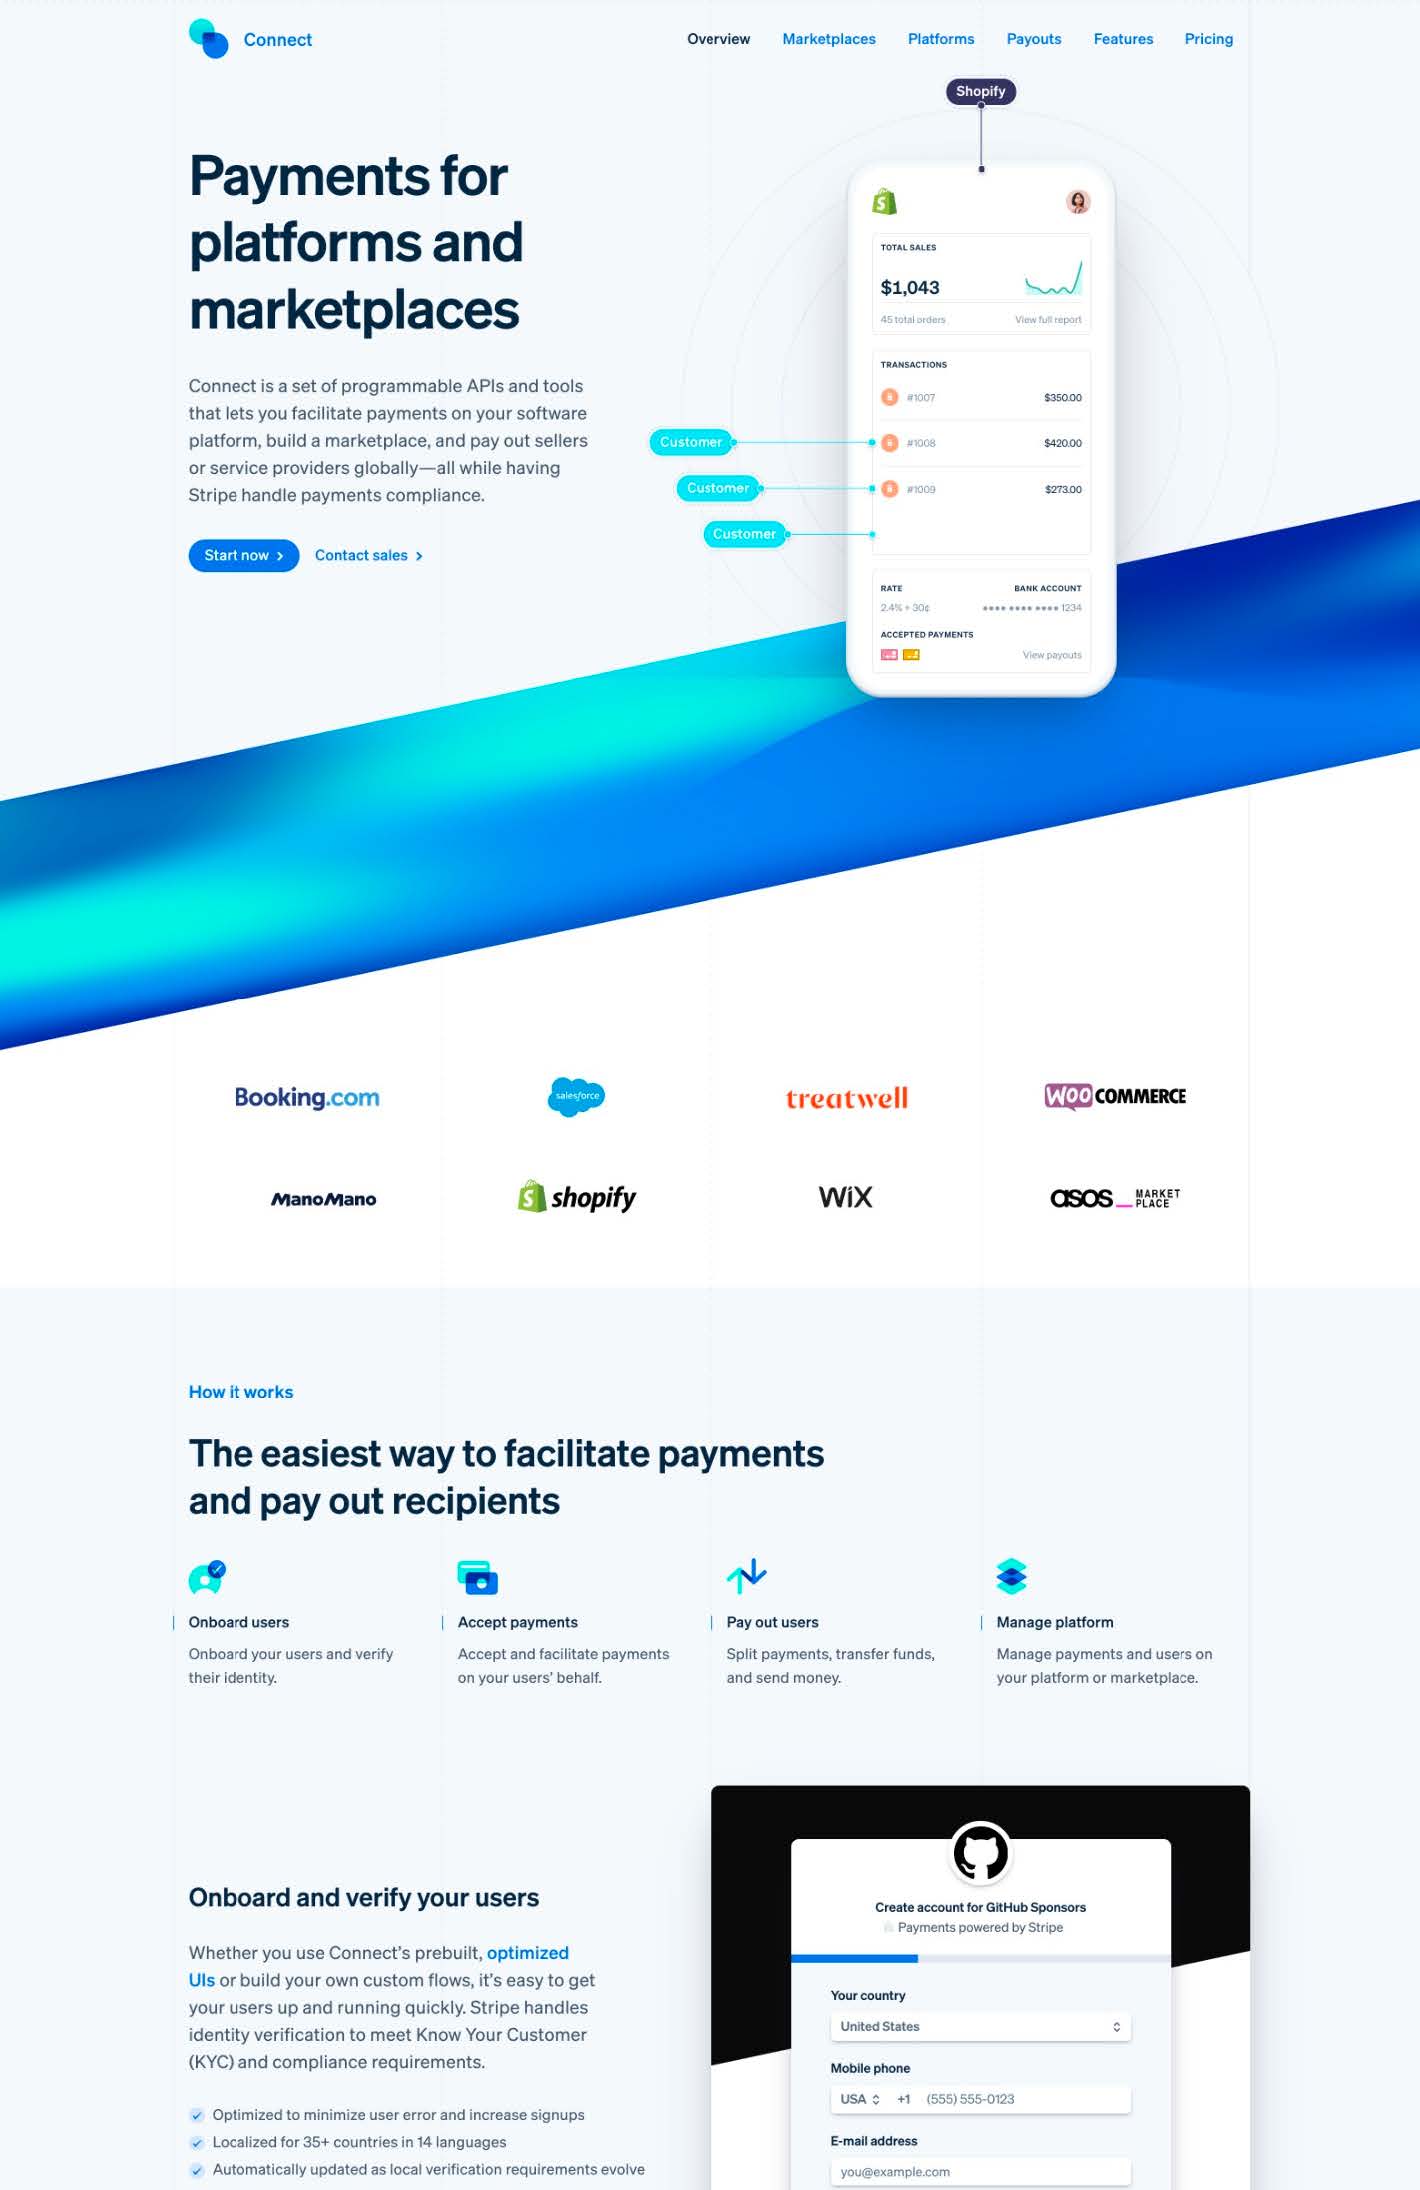 Connect
Overview Marketplaces Platforms Payouts Features Pricing
Shopify
Payments for
platforms and
marketplaces
Connect is a set of programmable APIs and tools
that lets you facilitate payments on your software
platform, build a marketplace, and pay out sellers
or service providers globally—all while having
Stripe handle payments compliance.
Start now
Contact sales
TOTAL SALES
$1,043
45 total orders View full report
TRANSACTIONS
#1007 $350.00
Customer
#1008 $420.00
Customer
#1009 $273.00
Customer
RATE BANK ACCOUNT
2.4% + 30¢ •••• •••• •••• 1234
ACCEPTED PAYMENTS
View payouts
Booking.com
salesforce
treatwell
WOO COMMERCE
ManoMano
shopify
WiX
asos MARKET
PLACE
How it works
The easiest way to facilitate payments
and pay out recipients
Onboard users
Onboard your users and verify
their identity.
Accept payments
Accept and facilitate payments
on your users’ behalf.
Pay out users
Split payments, transfer funds,
and send money.
Manage platform
Manage payments and users on
your platform or marketplace.
Onboard and verify your users
Whether you use Connect’s prebuilt, optimized
UIs or build your own custom flows, it’s easy to get
your users up and running quickly. Stripe handles
identity verification to meet Know Your Customer
(KYC) and compliance requirements.
Optimized to minimize user error and increase signups
Localized for 35+ countries in 14 languages
Automatically updated as local verification requirements evolve
Create account for GitHub Sponsors
Payments powered by Stripe
Your country
United States
Mobile phone
USA +1 (555) 555-0123
E-mail address
you@example.com